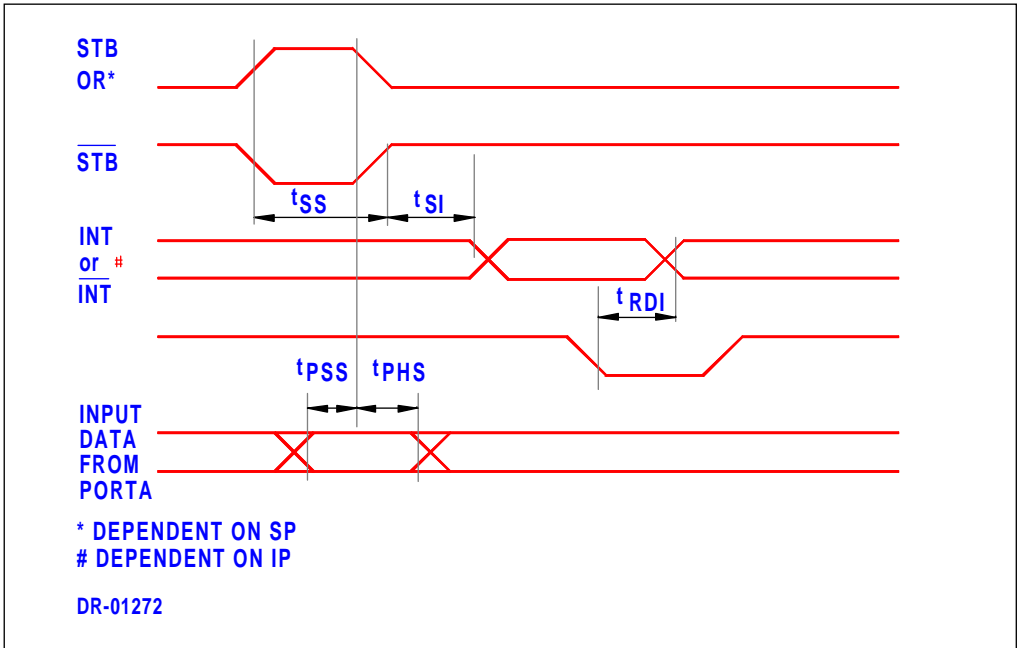 STB
OR*
STB
tSS
tSI
INT
or #
INT
tRDI
tPSS
tPHS
INPUT
DATA
FROM
PORTA
* DEPENDENT ON SP
# DEPENDENT ON IP
DR-01272